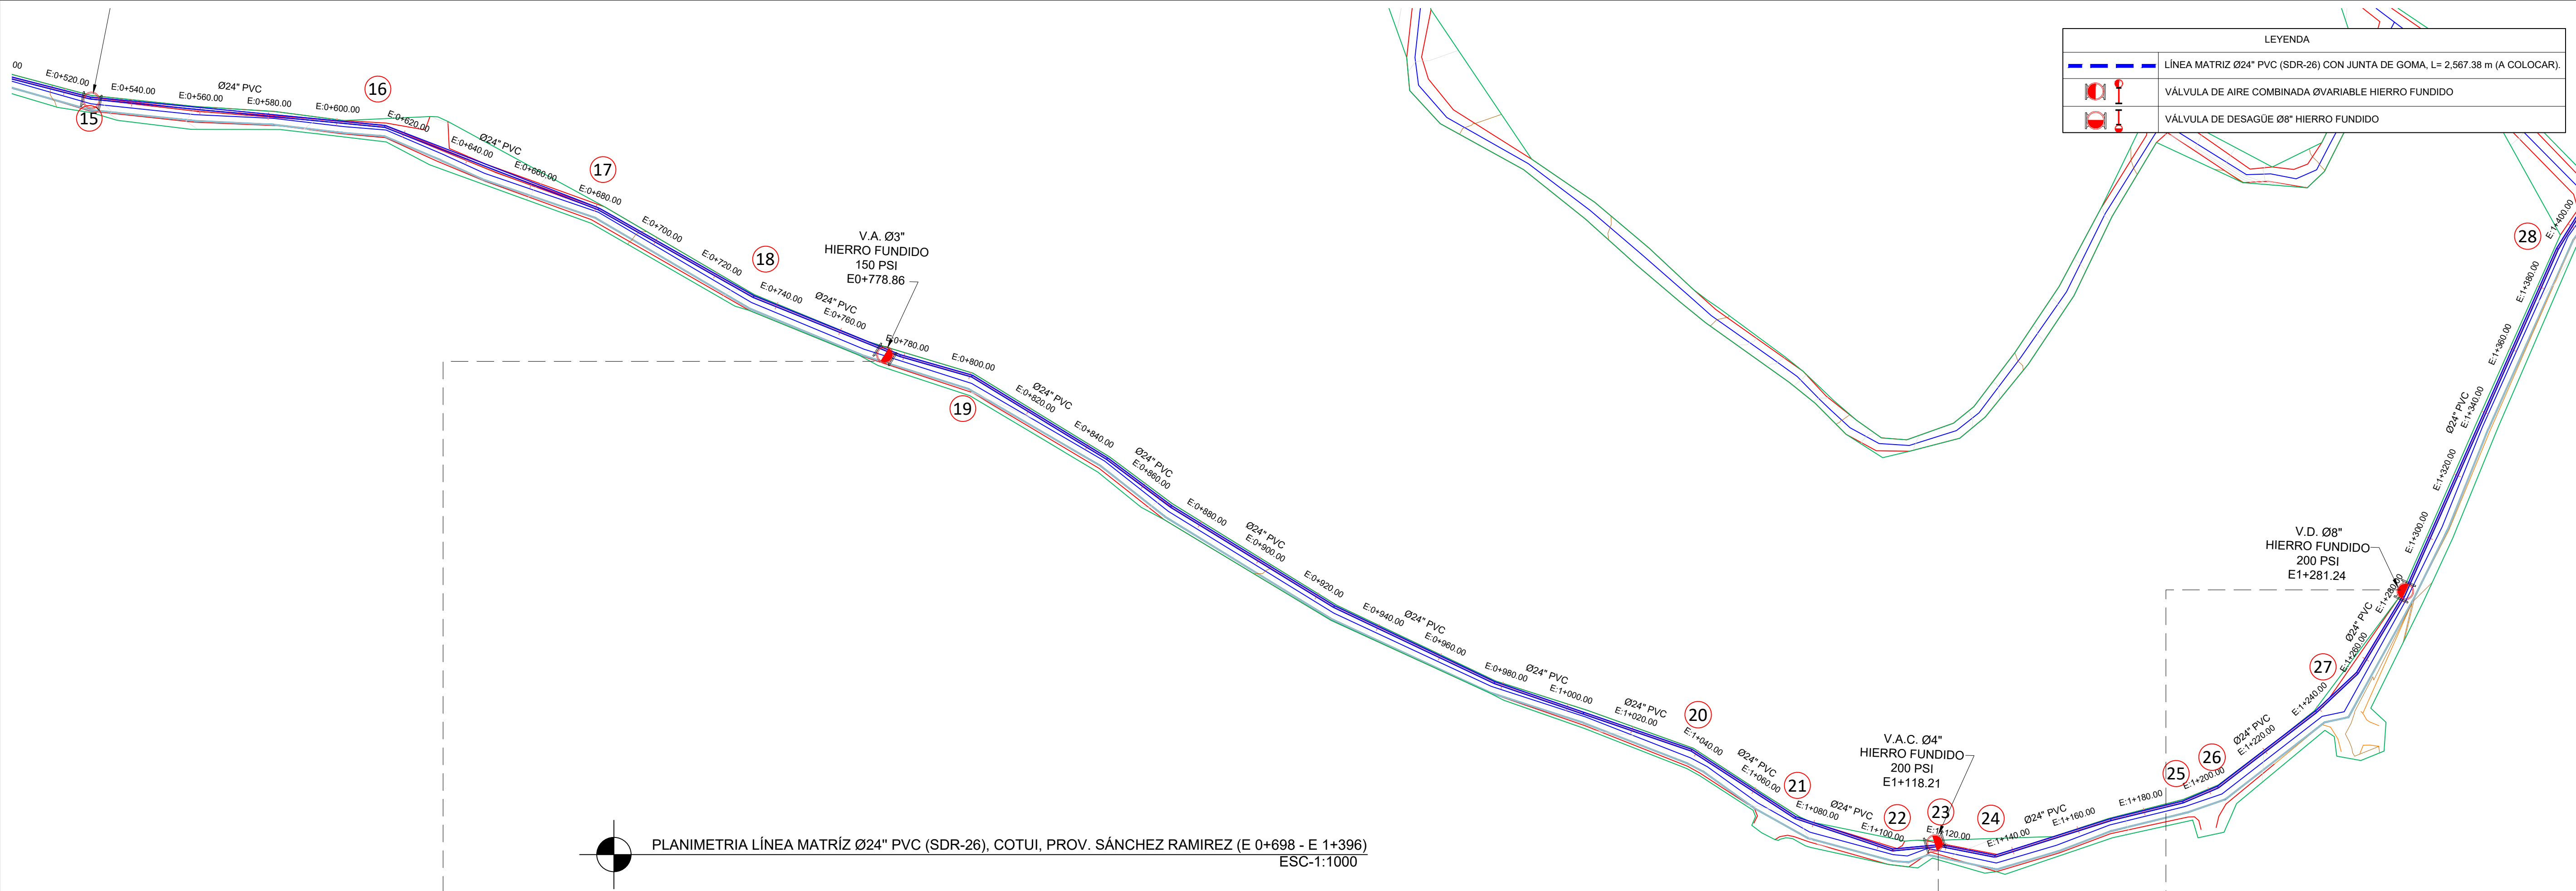 LEYENDA
LÍNEA MATRIZ Ø24" PVC (SDR-26) CON JUNTA DE GOMA, L= 2,567.38 m (A COLOCAR).
VÁLVULA DE AIRE COMBINADA ØVARIABLE HIERRO FUNDIDO
VÁLVULA DE DESAGÜE Ø8" HIERRO FUNDIDO
00
E:0+520.00
15
E:0+540.00
E:0+560.00
Ø24" PVC
E:0+580.00
E:0+600.00
16
E:0+620.00
E:0+640.00
Ø24" PVC
E:0+660.00
17
E:0+680.00
E:0+700.00
E:0+720.00
18
E:0+740.00
Ø24" PVC
E:0+760.00
V.A. Ø3"
HIERRO FUNDIDO
150 PSI
E0+778.86
E:0+780.00
E:0+800.00
19
Ø24" PVC
E:0+820.00
E:0+840.00
Ø24" PVC
E:0+860.00
E:0+880.00
Ø24" PVC
E:0+900.00
E:0+920.00
E:0+940.00
Ø24" PVC
E:0+960.00
E:0+980.00
Ø24" PVC
E:1+000.00
Ø24" PVC
E:1+020.00
20
E:1+040.00
Ø24" PVC
E:1+060.00
21
E:1+080.00
Ø24" PVC
E:1+100.00
22
V.A.C. Ø4"
HIERRO FUNDIDO
200 PSI
E1+118.21
23
E:1+120.00
24
E:1+140.00
Ø24" PVC
E:1+160.00
E:1+180.00
25
E:1+200.00
26
Ø24" PVC
E:1+220.00
E:1+240.00
27
E:1+260.00
Ø24" PVC
E:1+280.00
V.D. Ø8"
HIERRO FUNDIDO
200 PSI
E1+281.24
E:1+300.00
E:1+320.00
Ø24" PVC
E:1+340.00
E:1+360.00
E:1+380.00
28
E:1+400.00
PLANIMETRIA LÍNEA MATRÍZ Ø24" PVC (SDR-26), COTUI, PROV. SÁNCHEZ RAMIREZ (E 0+698 - E 1+396)
ESC-1:1000